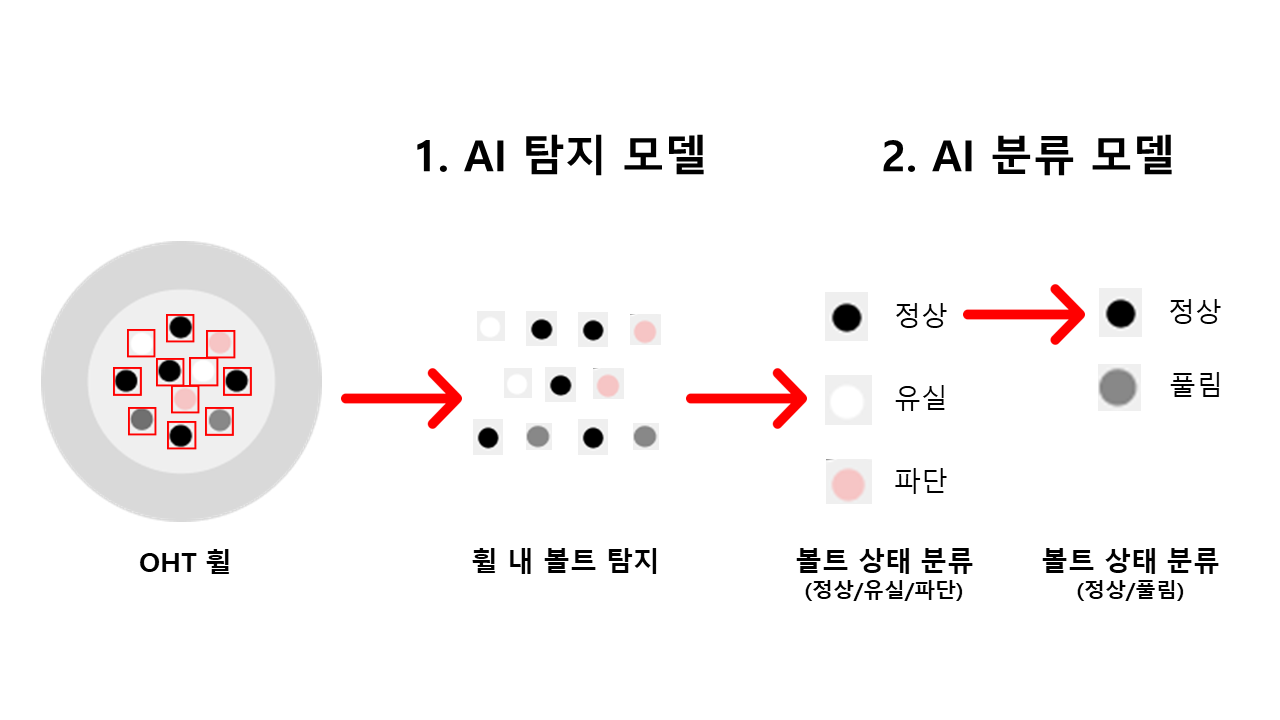 1. AI 탐지 모델
2. AI 분류 모델
정상
유실
파단
정상
풀림
OHT 휠
휠 내 볼트 탐지
볼트 상태 분류
(정상/유실/파단)
볼트 상태 분류
(정상/풀림)